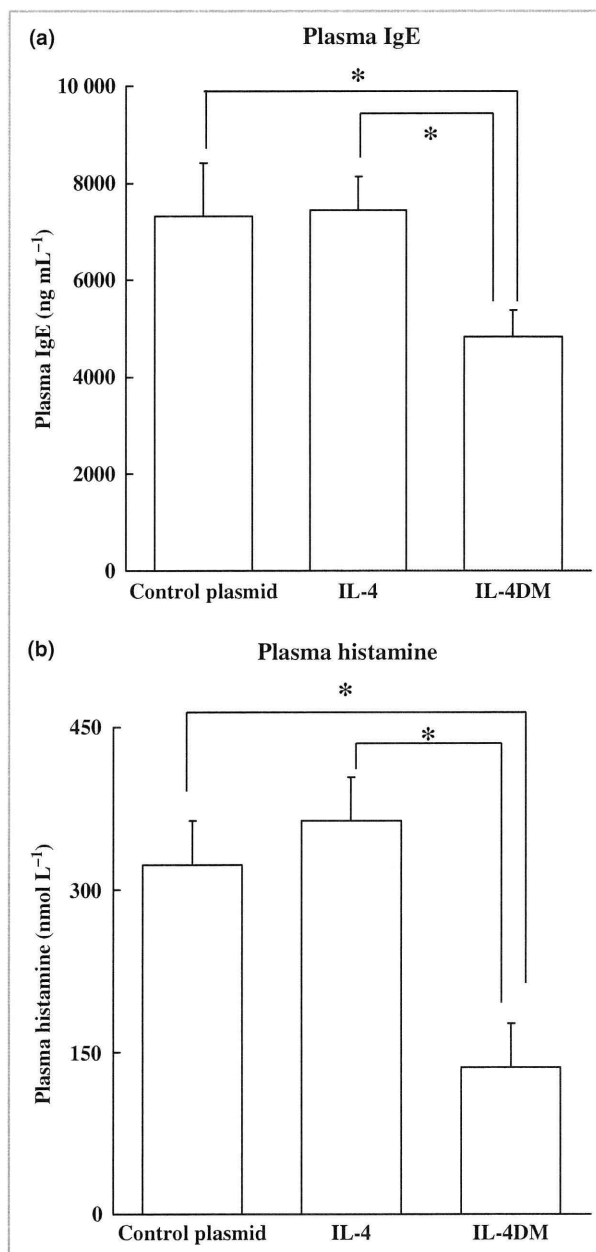 (a)
Plasma IgE
Plasma IgE (ng mL⁻¹)
10 000
8000
6000
4000
2000
0
*
*
Control plasmid
IL-4
IL-4DM
(b)
Plasma histamine
Plasma histamine (nmol L⁻¹)
450
300
150
0
*
*
Control plasmid
IL-4
IL-4DM